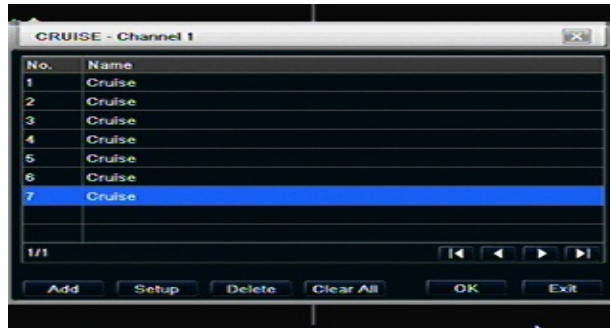 CRUISE - Channel 1
No. Name
1 Cruise
2 Cruise
3 Cruise
4 Cruise
5 Cruise
6 Cruise
7 Cruise
1/1
Add Setup Delete Clear All OK Exit